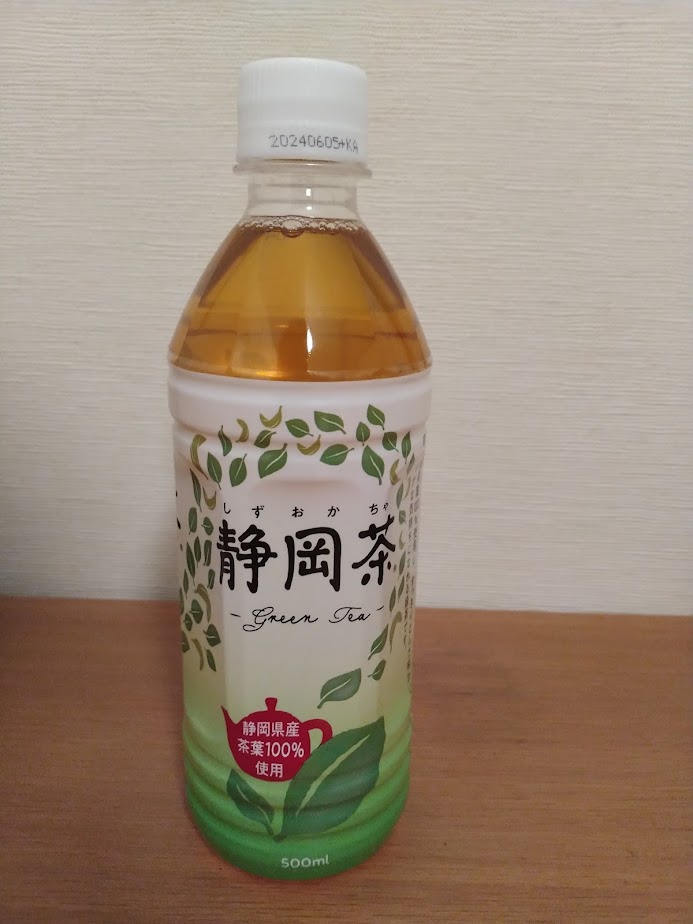 20240605+KA
しずおかちゃ
静岡茶
- Green Tea -
静岡県産
茶葉100%
使用
500ml